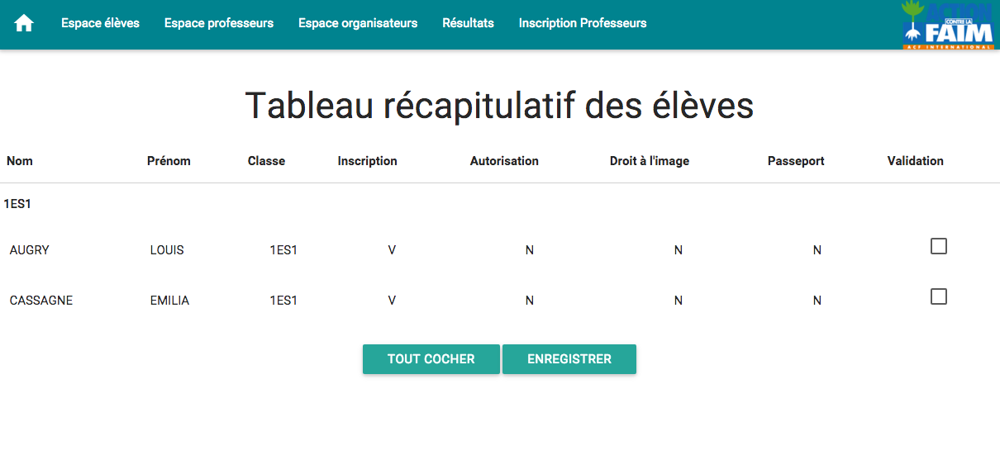 Espace élèves Espace professeurs Espace organisateurs Résultats Inscription Professeurs
ACTION
CONTRE LA
FAIM
ACF INTERNATIONAL
Tableau récapitulatif des élèves
Nom Prénom Classe Inscription Autorisation Droit à l'image Passeport Validation
1ES1
AUGRY LOUIS 1ES1 V N N N
CASSAGNE EMILIA 1ES1 V N N N
TOUT COCHER ENREGISTRER